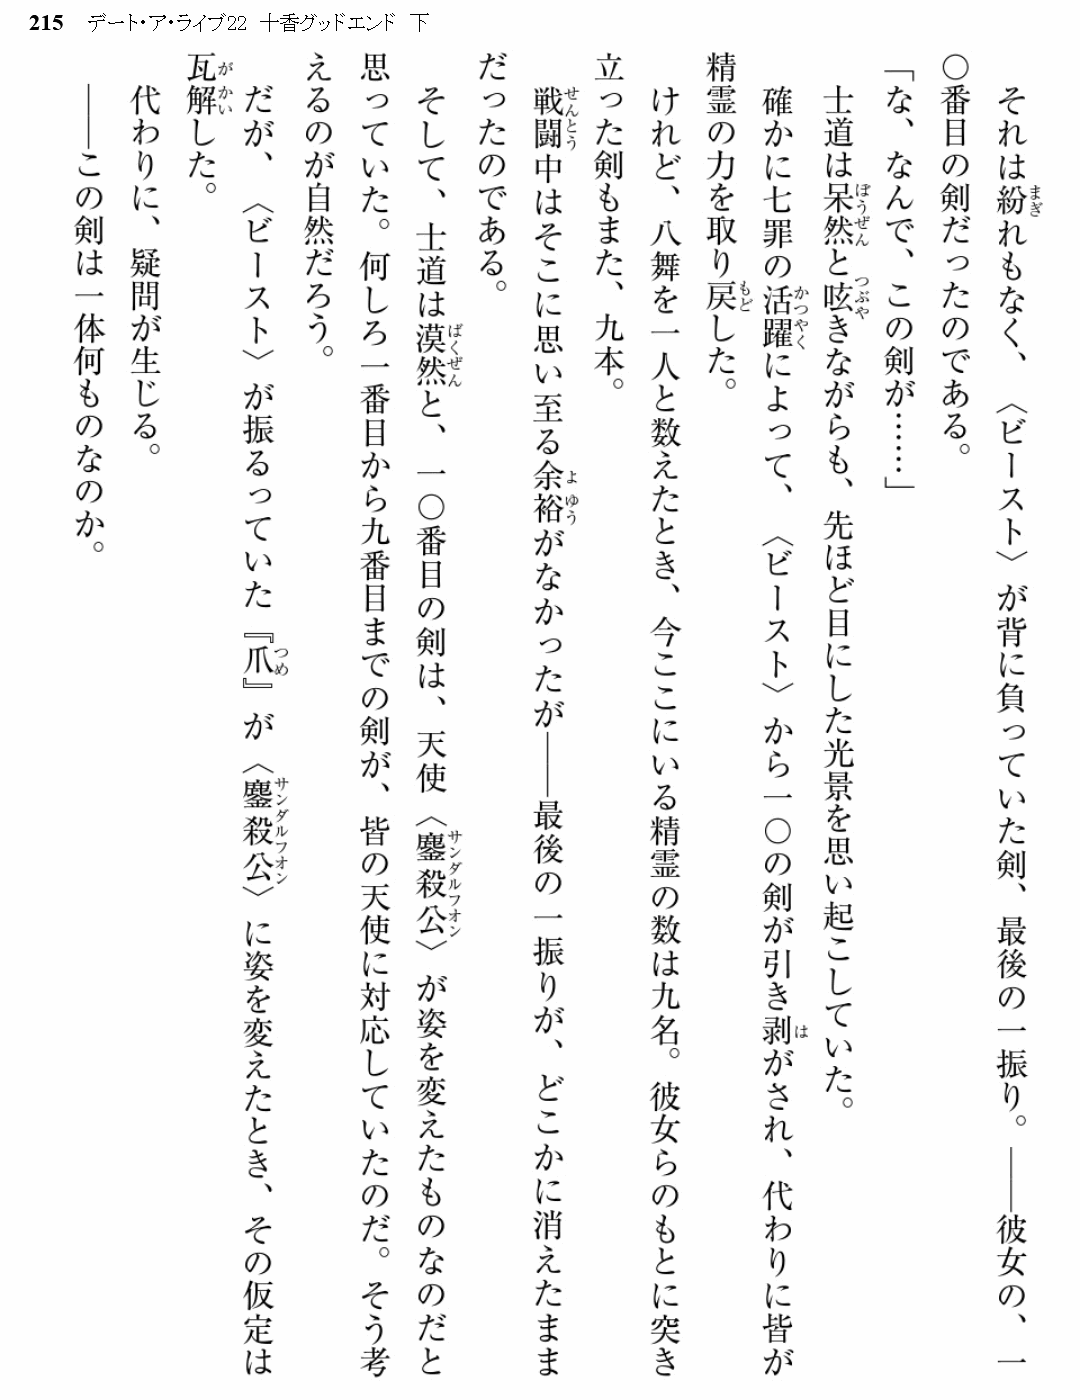 215 デート・ア・ライブ22 十香グッドエンド 下
それは紛れもなく、〈ビースト〉が背に負っていた剣、最後の一振り。――彼女の、一
〇番目の剣だったのである。
「な、なんで、この剣が……」
士道は呆然と呟きながらも、先ほど目にした光景を思い起こしていた。
確かに七罪の活躍によって、〈ビースト〉から一〇の剣が引き剥がされ、代わりに皆が
精霊の力を取り戻した。
けれど、八舞を一人と数えたとき、今ここにいる精霊の数は九名。彼女らのもとに突き
立った剣もまた、九本。
戦闘中はそこに思い至る余裕がなかったが――最後の一振りが、どこかに消えたまま
だったのである。
そして、士道は漠然と、一〇番目の剣は、天使〈鏖殺公〉が姿を変えたものなのだと
思っていた。何しろ一番目から九番目までの剣が、皆の天使に対応していたのだ。そう考
えるのが自然だろう。
だが、〈ビースト〉が振るっていた『爪』が〈鏖殺公〉に姿を変えたとき、その仮定は
瓦解した。
代わりに、疑問が生じる。
――この剣は一体何ものなのか。